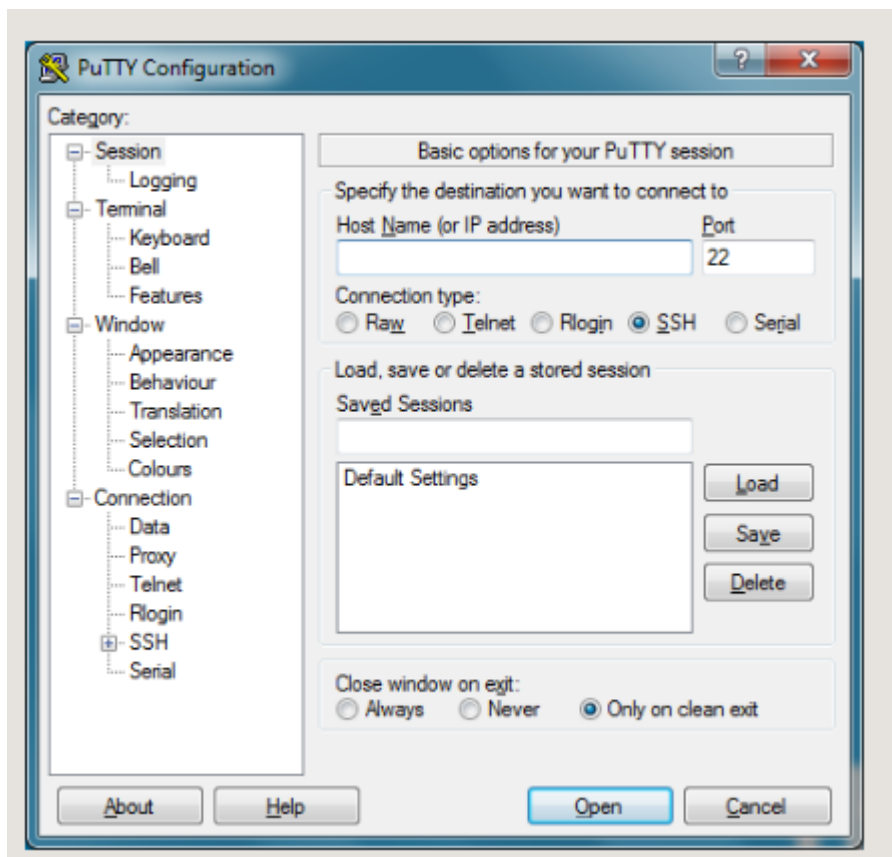 PuTTY Configuration
Category:
Session
Logging
Terminal
Keyboard
Bell
Features
Window
Appearance
Behaviour
Translation
Selection
Colours
Connection
Data
Proxy
Telnet
Rlogin
SSH
Serial
Basic options for your PuTTY session
Specify the destination you want to connect to
Host Name (or IP address) Port
22
Connection type:
Raw Telnet Rlogin SSH Serial
Load, save or delete a stored session
Saved Sessions
Default Settings
Load
Save
Delete
Close window on exit:
Always Never Only on clean exit
About Help Open Cancel